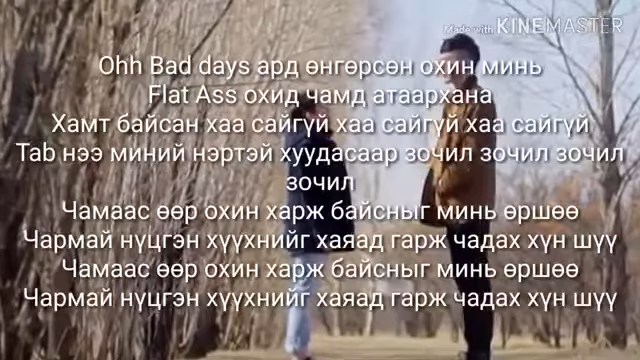 Made with KINEMASTER
Ohh Bad days ард өнгөрсөн охин минь
Flat Ass охид чамд атаархана
Хамт байсан хаа сайгүй хаа сайгүй хаа сайгүй
Tab нээ миний нэртэй хуудасаар зочил зочил зочил
зочил
Чамаас өөр охин харж байсныг минь өршөө
Чармай нүцгэн хүүхнийг хаяад гарж чадах хүн шүү
Чамаас өөр охин харж байсныг минь өршөө
Чармай нүцгэн хүүхнийг хаяад гарж чадах хүн шүү